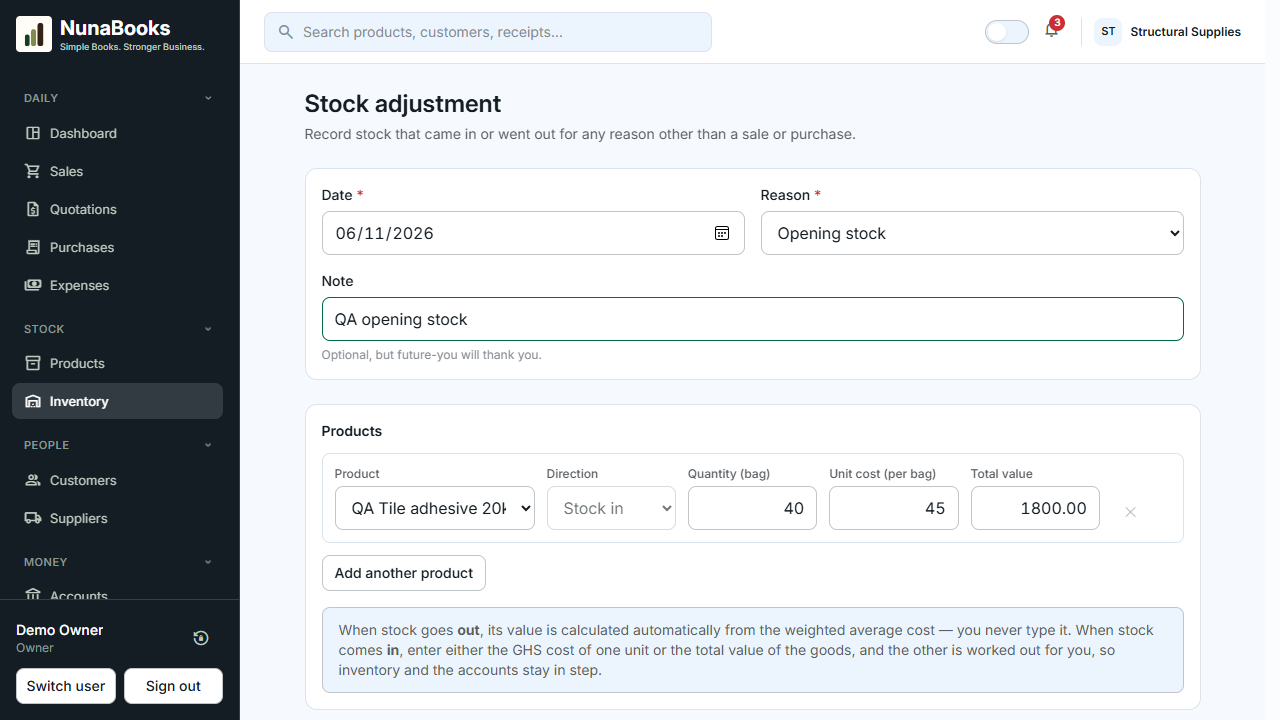 NunaBooks
Simple Books. Stronger Business.
DAILY
Dashboard
Sales
Quotations
Purchases
Expenses
STOCK
Products
Inventory
PEOPLE
Customers
Suppliers
MONEY
Accounts
Demo Owner
Owner
Switch user
Sign out
Search products, customers, receipts...
3
ST
Structural Supplies
Stock adjustment
Record stock that came in or went out for any reason other than a sale or purchase.
Date *
Reason *
06/11/2026
Opening stock
Note
QA opening stock
Optional, but future-you will thank you.
Products
Product
Direction
Quantity (bag)
Unit cost (per bag)
Total value
QA Tile adhesive 20k
Stock in
40
45
1800.00
Add another product
When stock goes out, its value is calculated automatically from the weighted average cost — you never type it. When stock
comes in, enter either the GHS cost of one unit or the total value of the goods, and the other is worked out for you, so
inventory and the accounts stay in step.